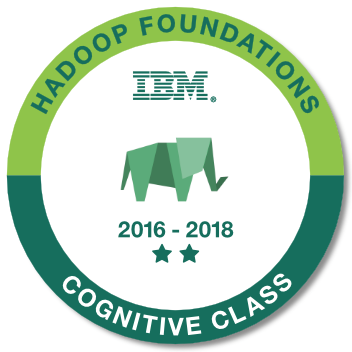 HADOOP FOUNDATIONS
IBM®
2016 - 2018
COGNITIVE CLASS